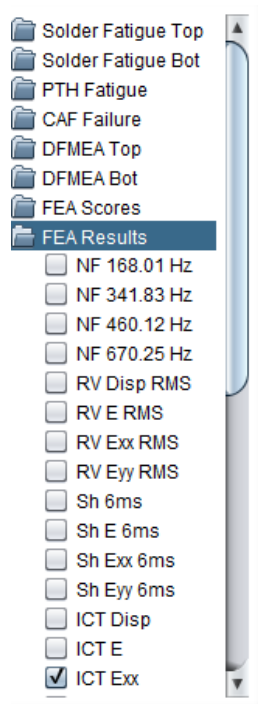 Solder Fatigue Top
Solder Fatigue Bot
PTH Fatigue
CAF Failure
DFMEA Top
DFMEA Bot
FEA Scores
FEA Results
NF 168.01 Hz
NF 341.83 Hz
NF 460.12 Hz
NF 670.25 Hz
RV Disp RMS
RV E RMS
RV Exx RMS
RV Eyy RMS
Sh 6ms
Sh E 6ms
Sh Exx 6ms
Sh Eyy 6ms
ICT Disp
ICT E
ICT Exx